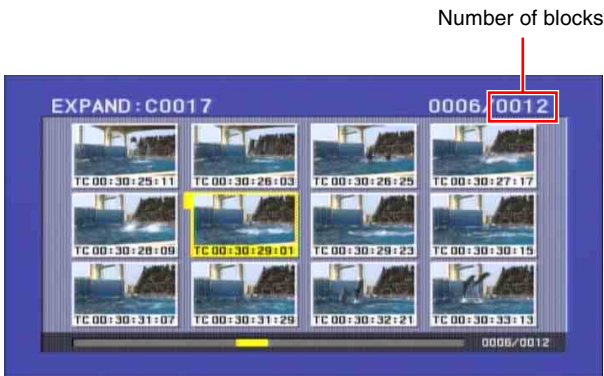 Number of blocks
EXPAND:C0017 0006/0012
TC 00:30:25:11 TC 00:30:26:03 TC 00:30:26:25 TC 00:30:27:17
TC 00:30:28:09 TC 00:30:29:01 TC 00:30:29:23 TC 00:30:30:15
TC 00:30:31:07 TC 00:30:31:29 TC 00:30:32:21 TC 00:30:33:13
0006/0012